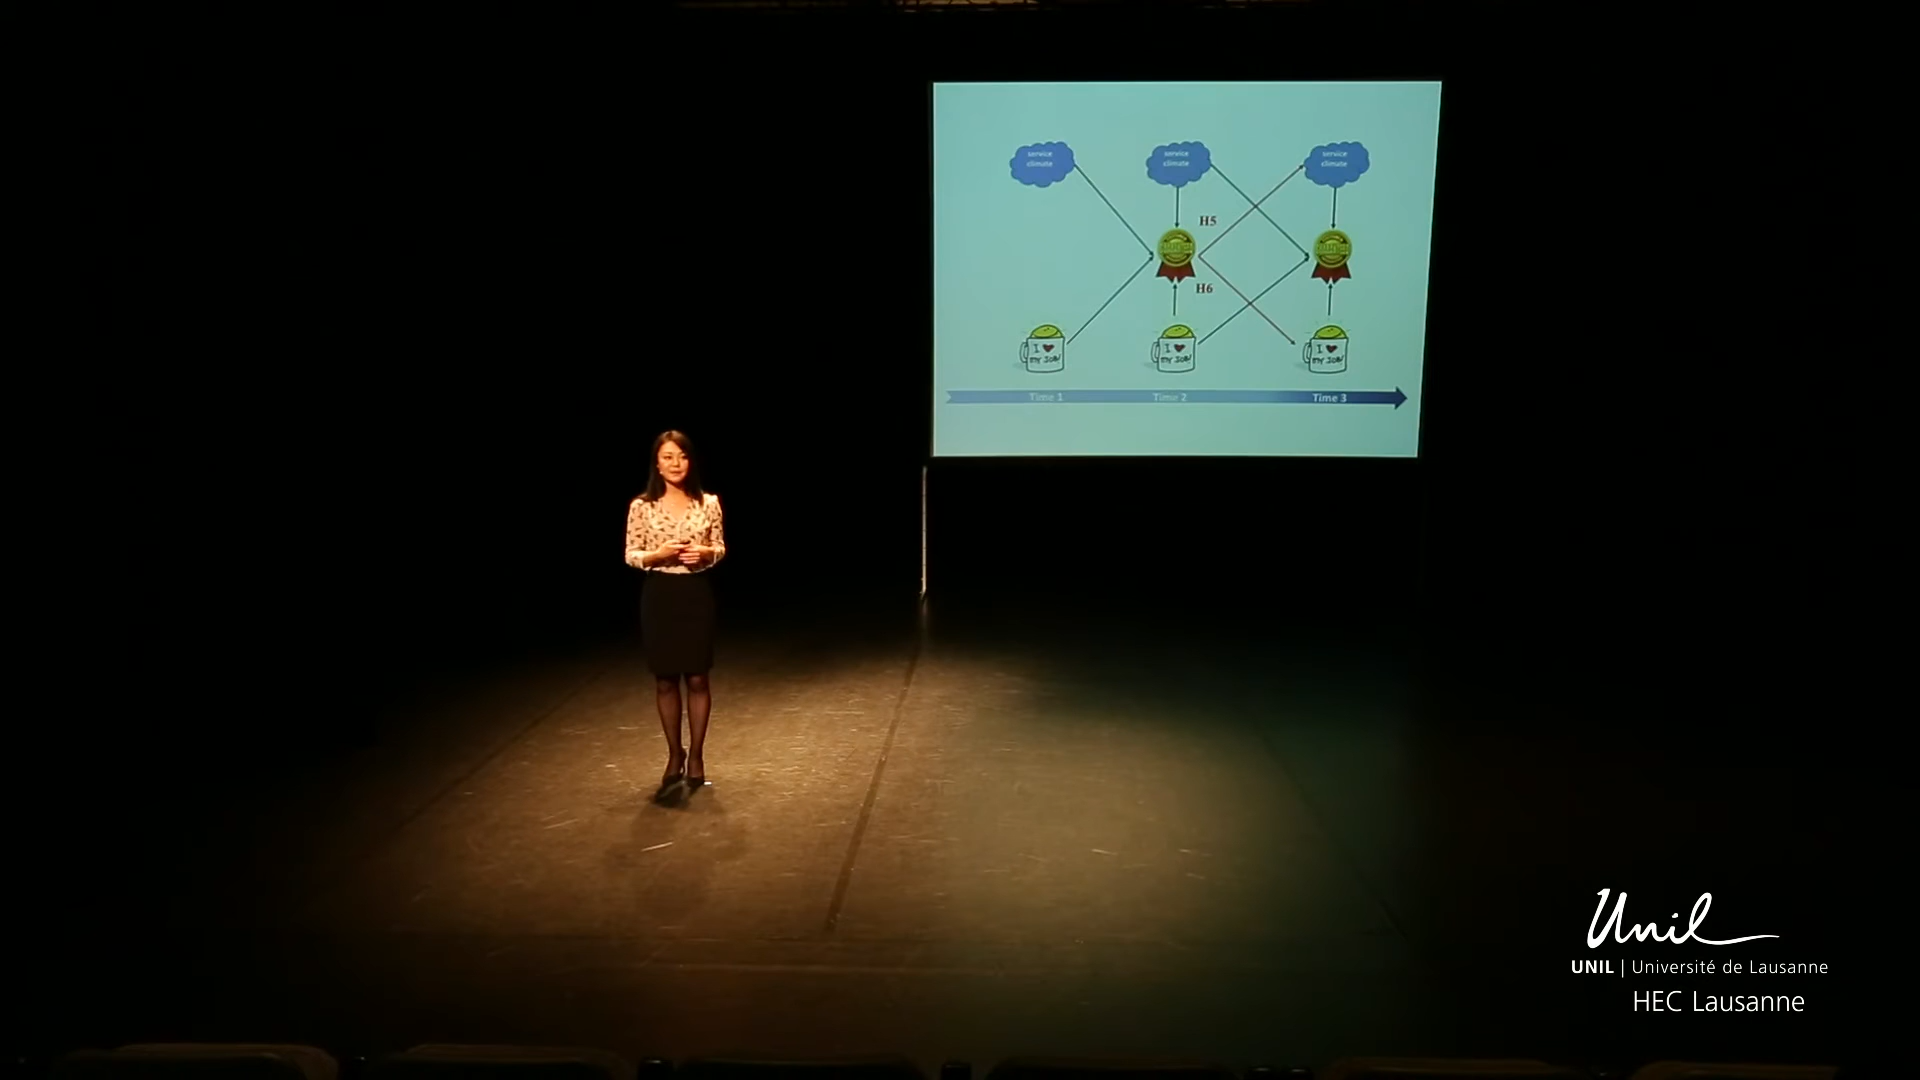 service
climate
service
climate
service
climate
H5
H6
I ♥
my JOB!
I ♥
my JOB!
I ♥
my JOB!
Time 1
Time 2
Time 3
Unil
UNIL | Université de Lausanne
HEC Lausanne